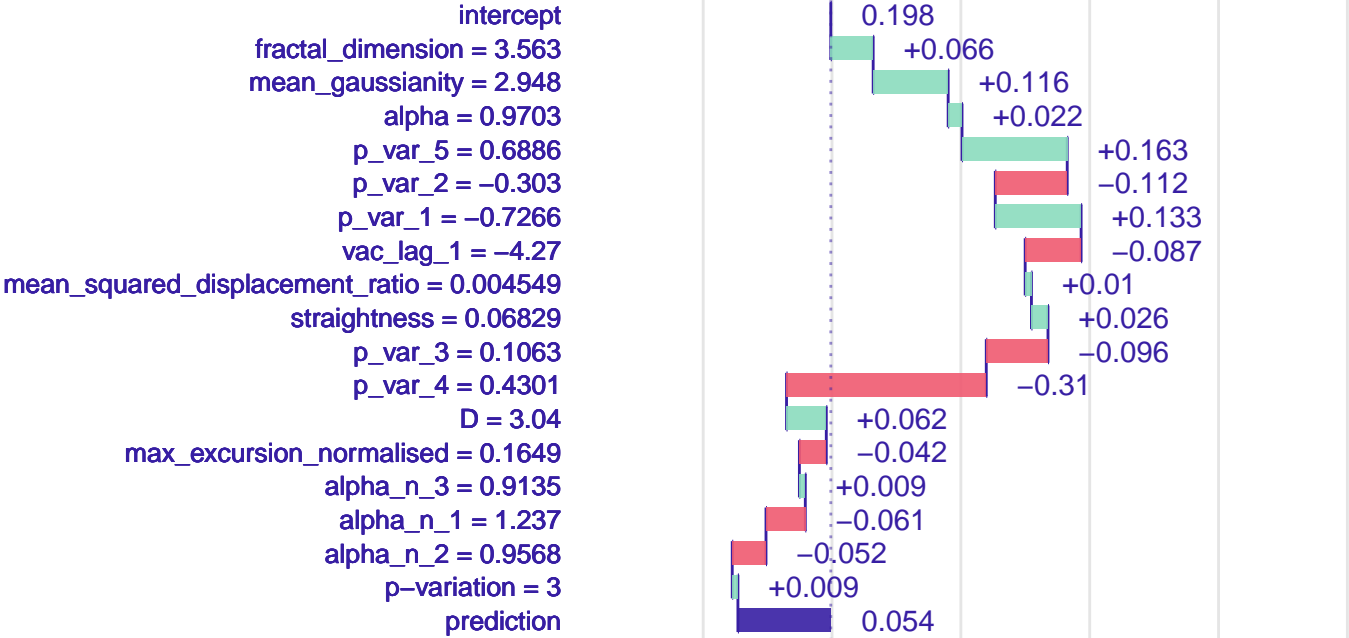 intercept 0.198
fractal_dimension = 3.563 +0.066
mean_gaussianity = 2.948 +0.116
alpha = 0.9703 +0.022
p_var_5 = 0.6886 +0.163
p_var_2 = −0.303 −0.112
p_var_1 = −0.7266 +0.133
vac_lag_1 = −4.27 −0.087
mean_squared_displacement_ratio = 0.004549 +0.01
straightness = 0.06829 +0.026
p_var_3 = 0.1063 −0.096
p_var_4 = 0.4301 −0.31
D = 3.04 +0.062
max_excursion_normalised = 0.1649 −0.042
alpha_n_3 = 0.9135 +0.009
alpha_n_1 = 1.237 −0.061
alpha_n_2 = 0.9568 −0.052
p−variation = 3 +0.009
prediction 0.054